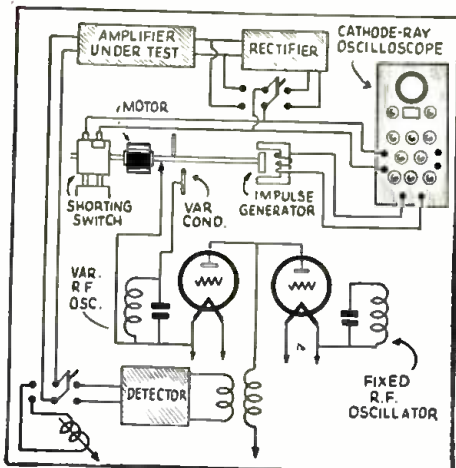 AMPLIFIER
UNDER TEST
RECTIFIER
CATHODE-RAY
OSCILLOSCOPE
MOTOR
SHORTING
SWITCH
VAR
COND.
IMPULSE
GENERATOR
VAR.
R.F
OSC.
DETECTOR
FIXED
R.F.
OSCILLATOR